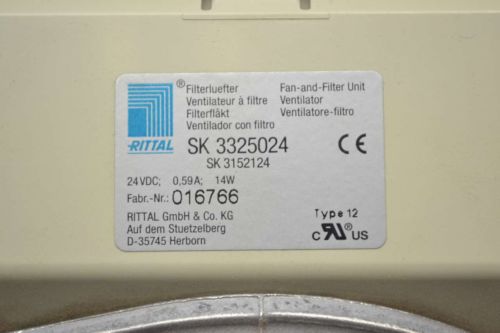 ® Filterluefter Fan-and-Filter Unit
Ventilateur à filtre Ventilator
Filterfläkt Ventilatore-filtro
Ventilador con filtro
RITTAL SK 3325024 CE
SK 3152124
24VDC; 0,59A; 14W
Fabr.-Nr.: 016766
RITTAL GmbH & Co. KG Type 12
Auf dem Stuetzelberg C RU US
D-35745 Herborn